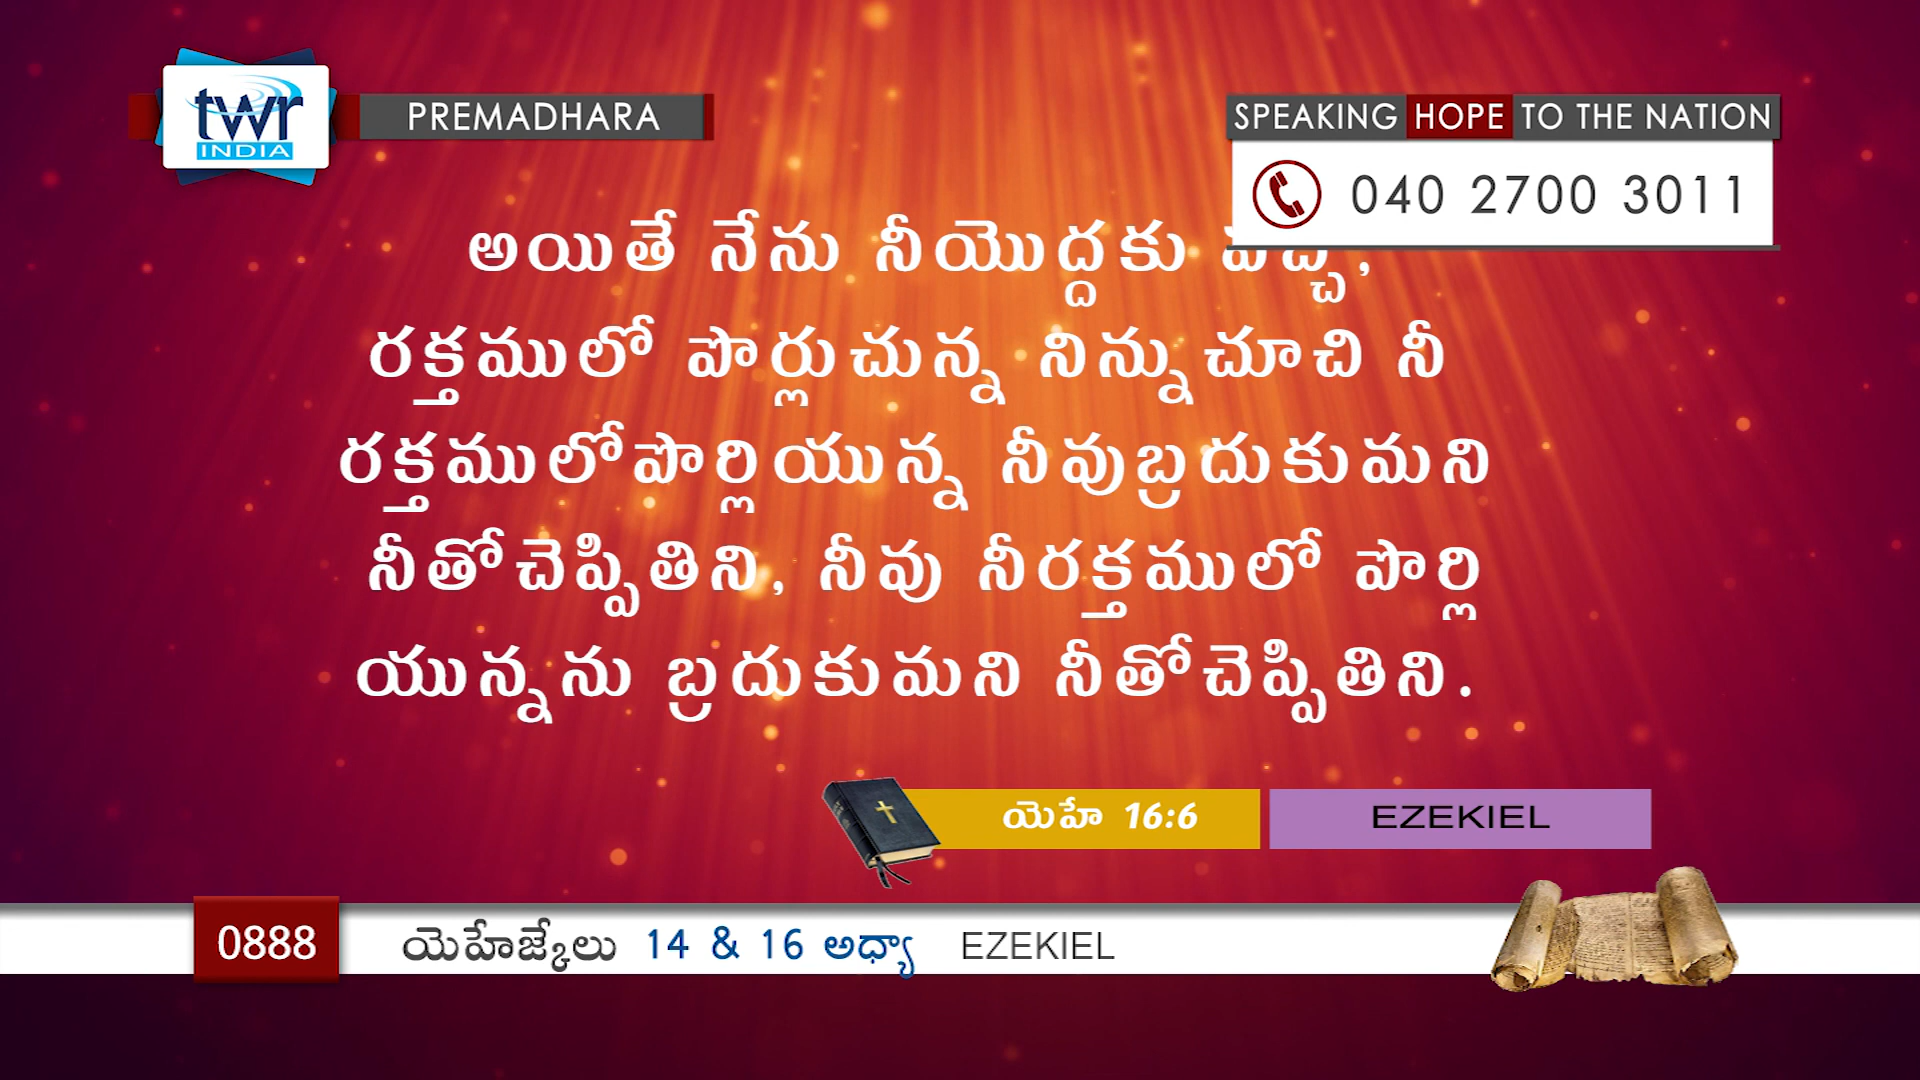 twr
INDIA
PREMADHARA
SPEAKING HOPE TO THE NATION
040 2700 3011
అయితే నేను నీయొద్దకు
రక్తములో పొర్లుచున్న నిన్నుచూచి నీ
రక్తములోపొర్లియున్న నీవుబ్రదుకుమని
నీతోచెప్పితిని, నీవు నీరక్తములో పొర్లి
యున్నను బ్రదుకుమని నీతోచెప్పితిని.
యెహే 16:6
EZEKIEL
0888
యెహేజ్కేలు 14 & 16 అధ్యా EZEKIEL